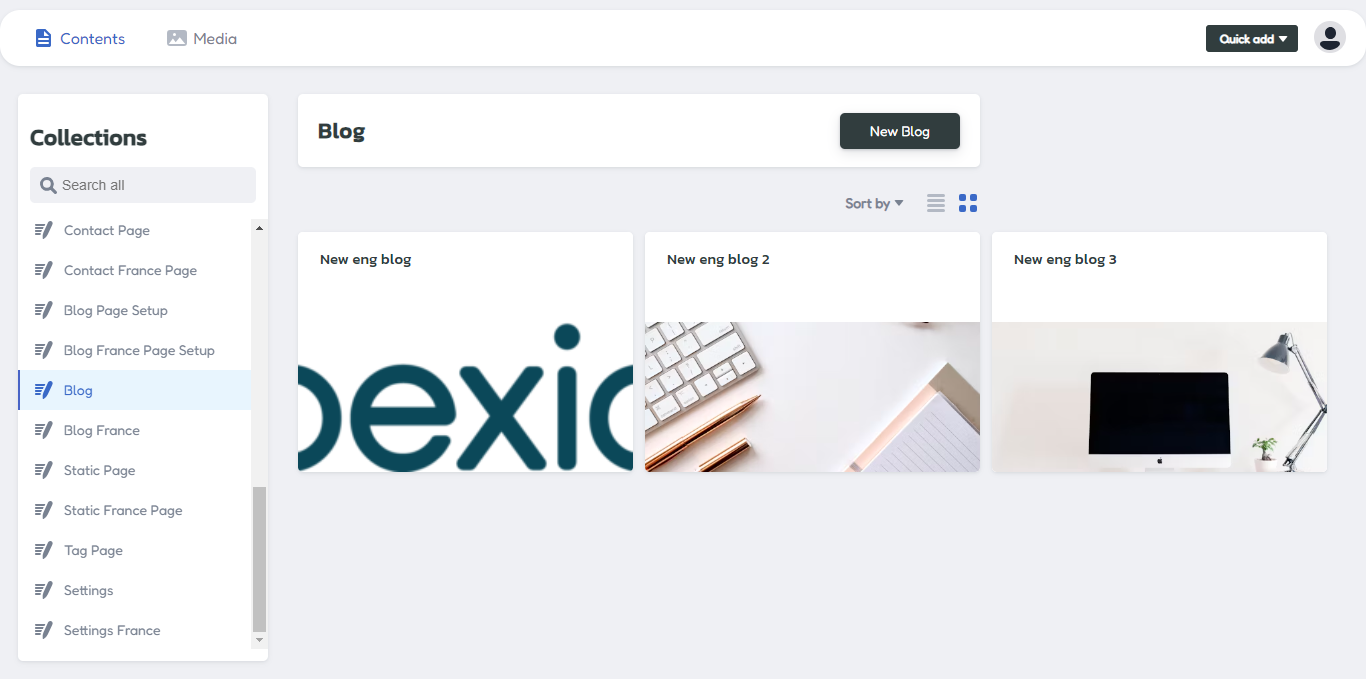 Contents
Media
Quick add
Collections
Search all
Contact Page
Contact France Page
Blog Page Setup
Blog France Page Setup
Blog
Blog France
Static Page
Static France Page
Tag Page
Settings
Settings France
Blog
New Blog
Sort by
New eng blog
New eng blog 2
New eng blog 3